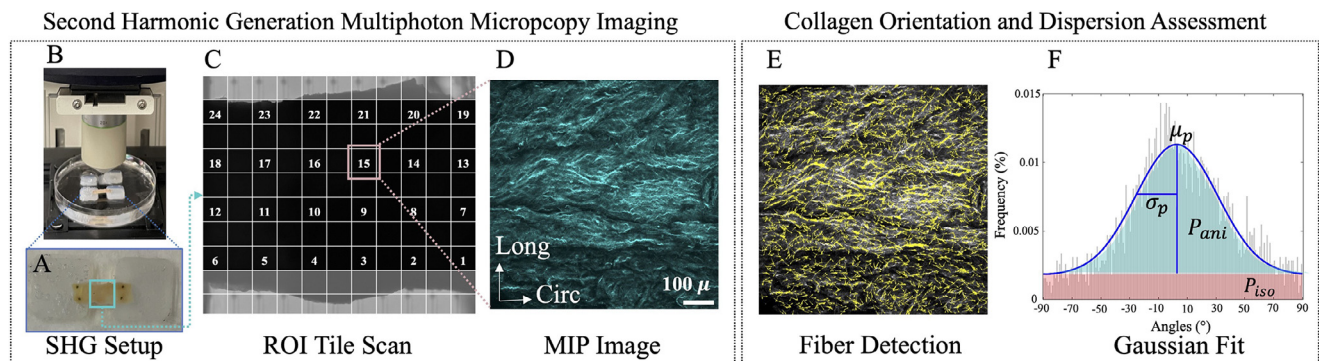 Second Harmonic Generation Multiphoton Micropcopy Imaging
Collagen Orientation and Dispersion Assessment
B
C
D
E
F
A
24 23 22 21 20 19
18 17 16 15 14 13
12 11 10 9 8 7
6 5 4 3 2 1
Long
Circ
100 μ
0.015
0.01
0.005
0
Frequency (%)
μp
σp
Pani
Piso
-90 -70 -50 -30 -10 10 30 50 70 90
Angles (°)
SHG Setup
ROI Tile Scan
MIP Image
Fiber Detection
Gaussian Fit